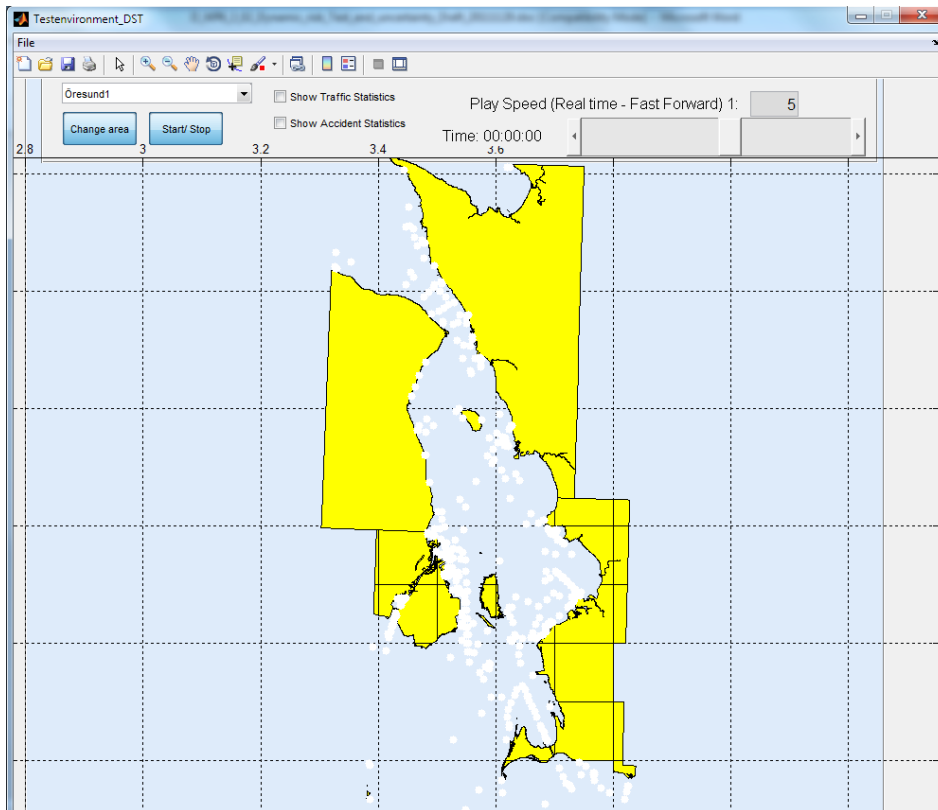 Testenvironment_DST
File
Öresund1
Show Traffic Statistics
Play Speed (Real time - Fast Forward) 1:
5
Change area
Start/ Stop
Show Accident Statistics
Time: 00:00:00
2.8
3
3.2
3.4
3.6